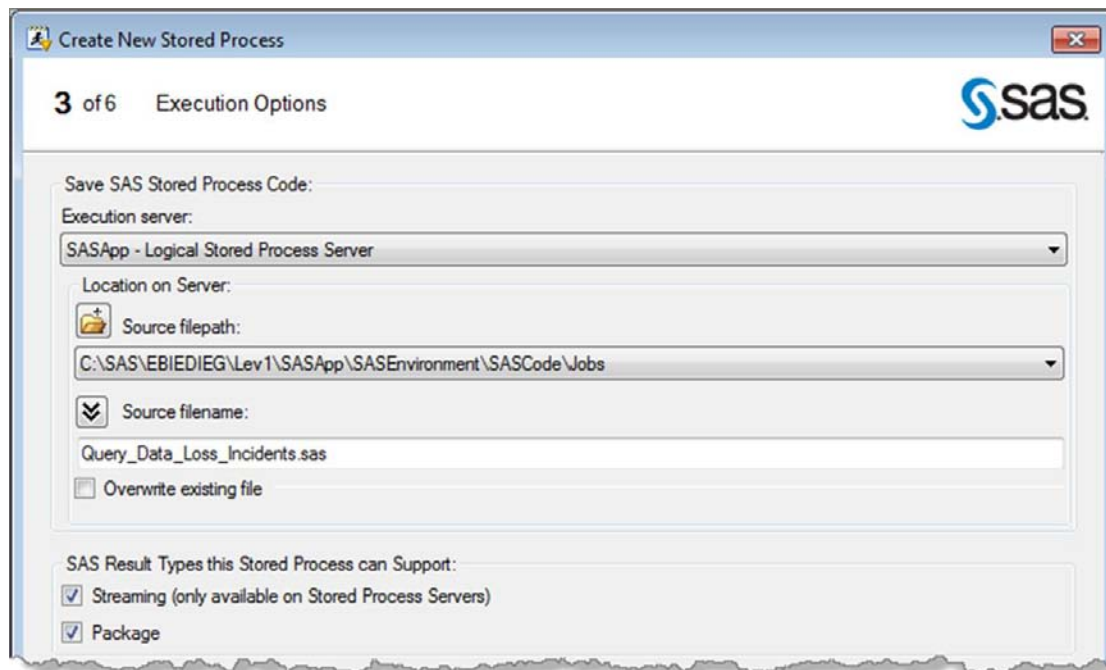 Create New Stored Process
3 of 6 Execution Options
sas
Save SAS Stored Process Code:
Execution server:
SASApp - Logical Stored Process Server
Location on Server:
Source filepath:
C:\SAS\EBIEDIEG\Lev1\SASApp\SASEnvironment\SASCode\Jobs
Source filename:
Query_Data_Loss_Incidents.sas
Overwrite existing file
SAS Result Types this Stored Process can Support:
Streaming (only available on Stored Process Servers)
Package